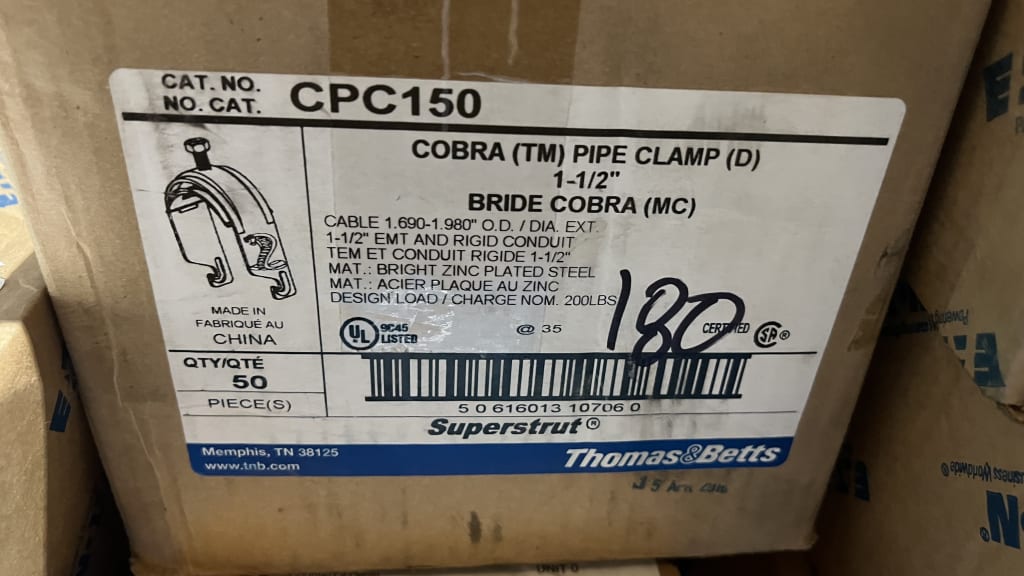 CAT. NO.
NO. CAT.
CPC150
COBRA (TM) PIPE CLAMP (D)
1-1/2"
BRIDE COBRA (MC)
CABLE 1.690-1.980" O.D. / DIA. EXT.
1-1/2" EMT AND RIGID CONDUIT
TEM ET CONDUIT RIGIDE 1-1/2"
MAT.: BRIGHT ZINC PLATED STEEL
MAT.: ACIER PLAQUE AU ZINC
DESIGN LOAD / CHARGE NOM. 200LBS
180
MADE IN
FABRIQUÉ AU
CHINA
UL 9C45
LISTED
@ 35
CERTIFIED SA®
QTY/QTÉ
50
PIECE(S)
5 0 616013 10706 0
Superstrut®
Memphis, TN 38125
www.tnb.com
Thomas&Betts
Powering
siness Worldwide®
N®